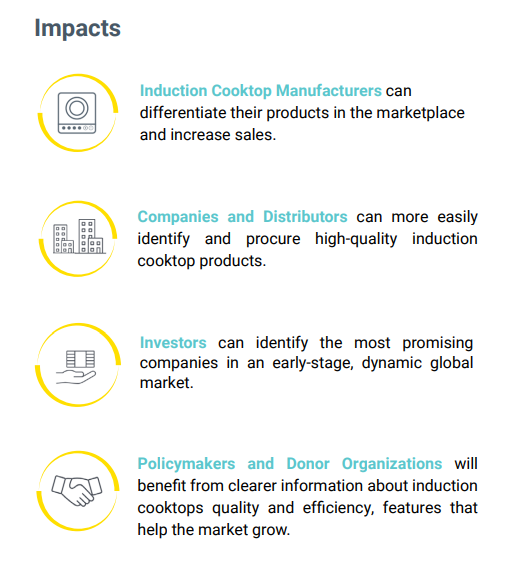 Impacts
Induction Cooktop Manufacturers can
differentiate their products in the marketplace
and increase sales.
Companies and Distributors can more easily
identify and procure high-quality induction
cooktop products.
Investors can identify the most promising
companies in an early-stage, dynamic global
market.
Policymakers and Donor Organizations will
benefit from clearer information about induction
cooktops quality and efficiency, features that
help the market grow.